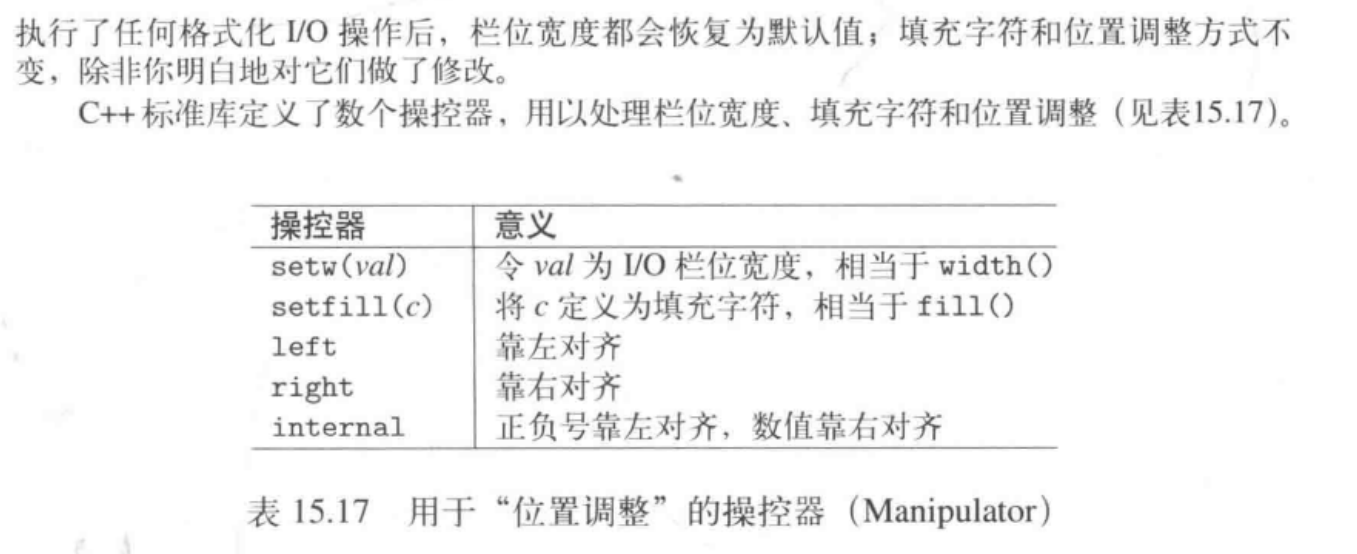 执行了任何格式化 I/O 操作后，栏位宽度都会恢复为默认值；填充字符和位置调整方式不
变，除非你明白地对它们做了修改。
C++ 标准库定义了数个操控器，用以处理栏位宽度、填充字符和位置调整（见表15.17）。
操控器 意义
setw(val) 令 val 为 I/O 栏位宽度，相当于 width()
setfill(c) 将 c 定义为填充字符，相当于 fill()
left 靠左对齐
right 靠右对齐
internal 正负号靠左对齐，数值靠右对齐
表 15.17 用于“位置调整”的操控器（Manipulator）